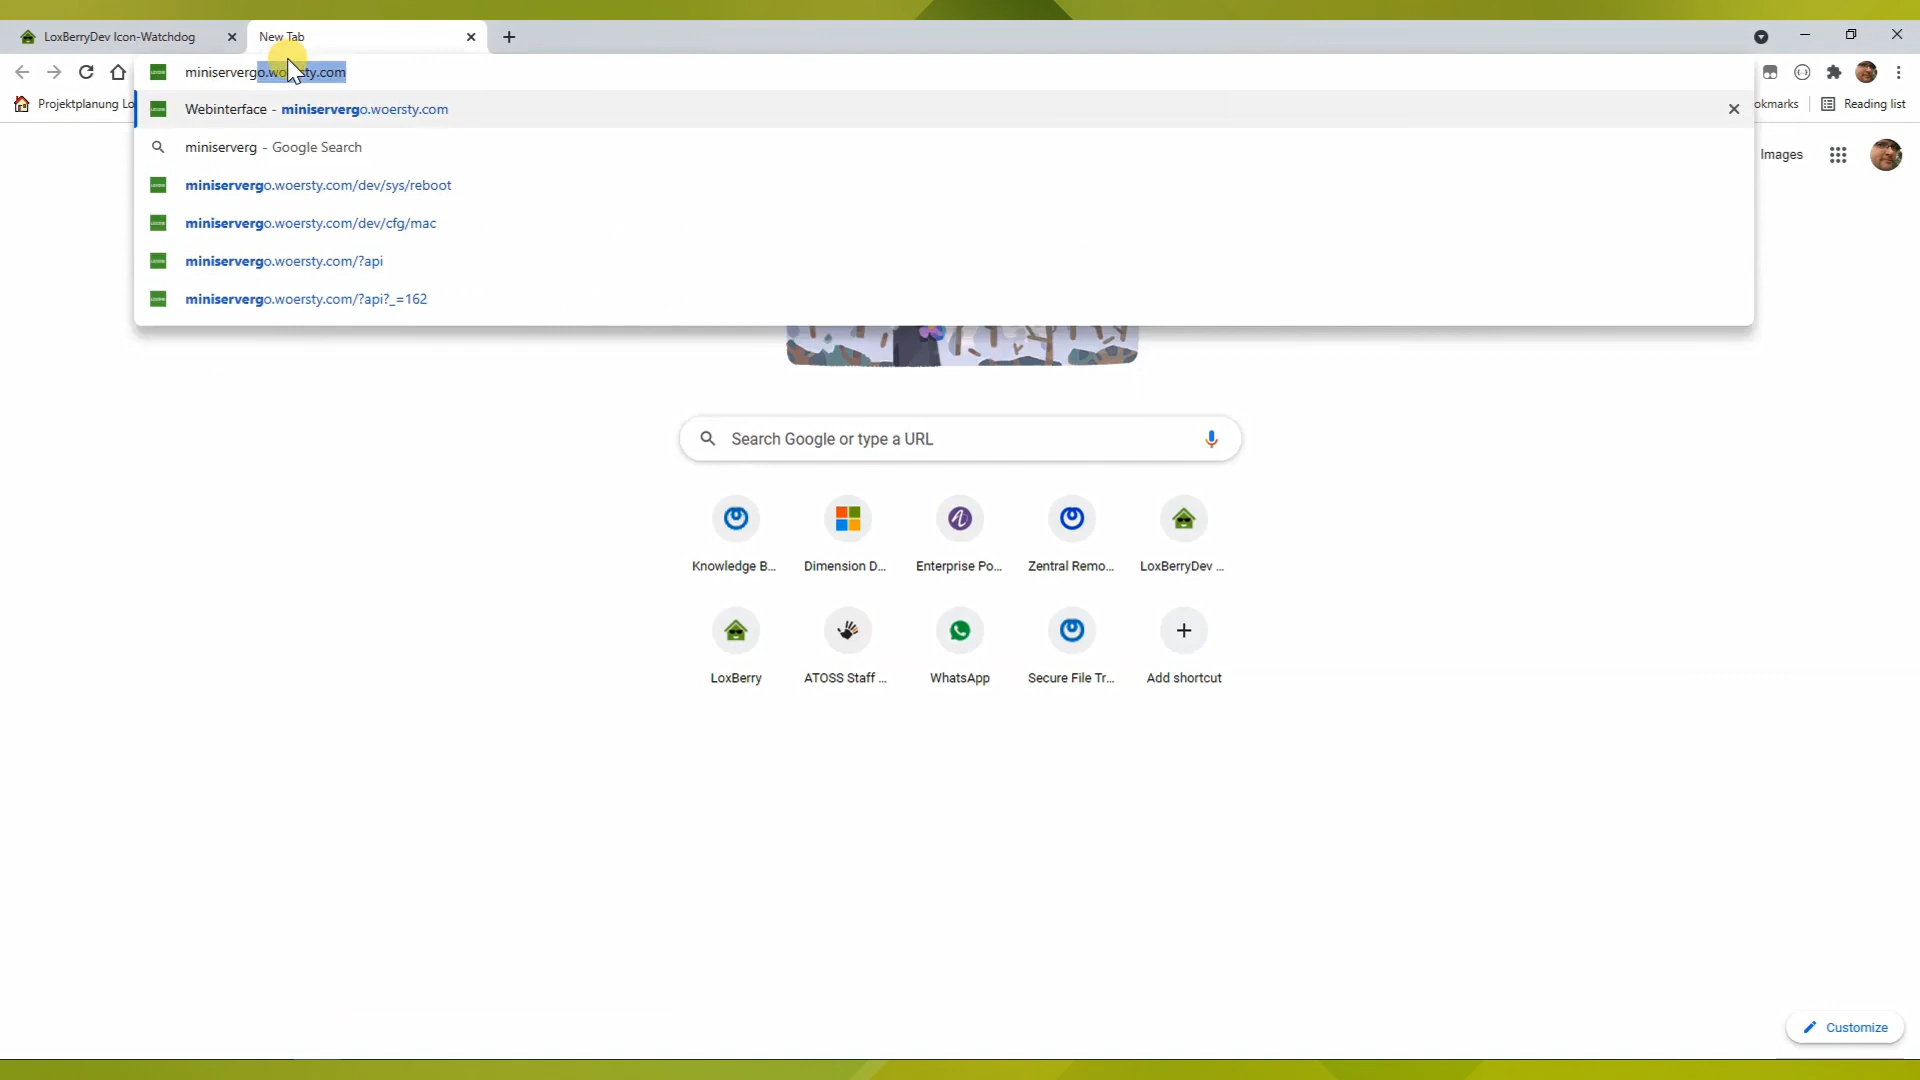 LoxBerryDev Icon-Watchdog
New Tab
miniservergo.woersty.com
Webinterface - miniservergo.woersty.com
Projektplanung Lo
okmarks
Reading list
miniserverg - Google Search
Images
miniservergo.woersty.com/dev/sys/reboot
miniservergo.woersty.com/dev/cfg/mac
miniservergo.woersty.com/?api
miniservergo.woersty.com/?api?_=162
Search Google or type a URL
Knowledge B...
Dimension D...
Enterprise Po...
Zentral Remo...
LoxBerryDev ...
LoxBerry
ATOSS Staff ...
WhatsApp
Secure File Tr...
Add shortcut
Customize